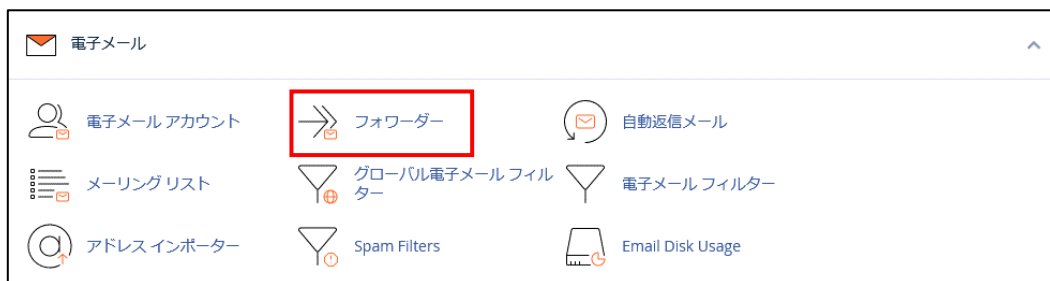 電子メール
電子メール アカウント
フォワーダー
自動返信メール
メーリング リスト
グローバル電子メール フィル
ター
電子メール フィルター
アドレス インポーター
Spam Filters
Email Disk Usage